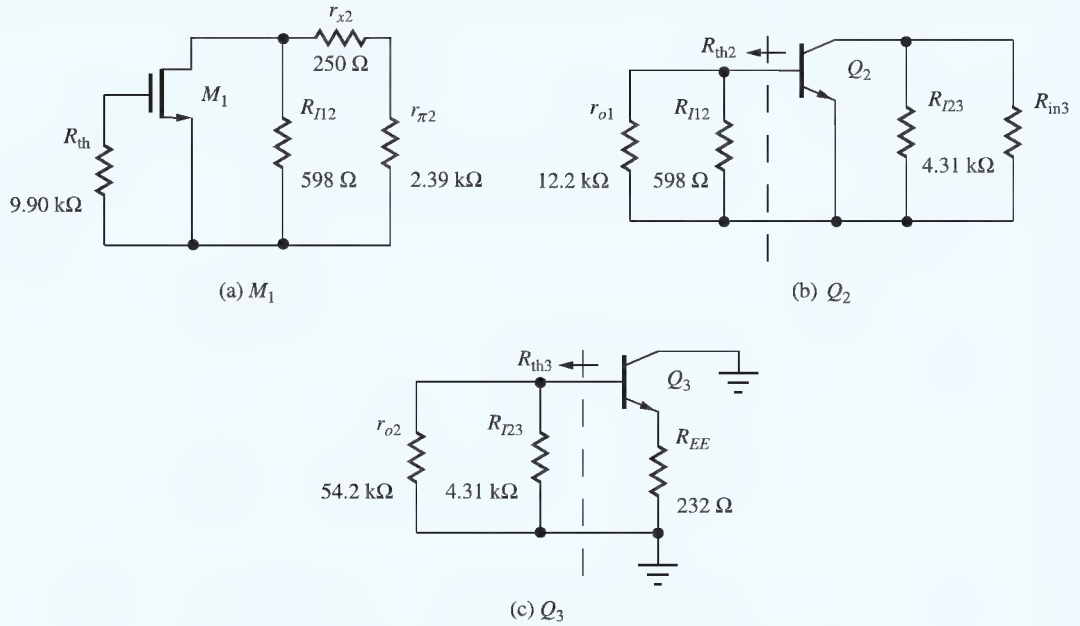 r_x2
250 Ω
M_1
R_I12
r_π2
R_th
598 Ω
2.39 kΩ
9.90 kΩ
(a) M_1
R_th2
Q_2
r_o1
R_I12
R_I23
R_in3
4.31 kΩ
12.2 kΩ
598 Ω
(b) Q_2
R_th3
Q_3
r_o2
R_I23
R_EE
54.2 kΩ
4.31 kΩ
232 Ω
(c) Q_3